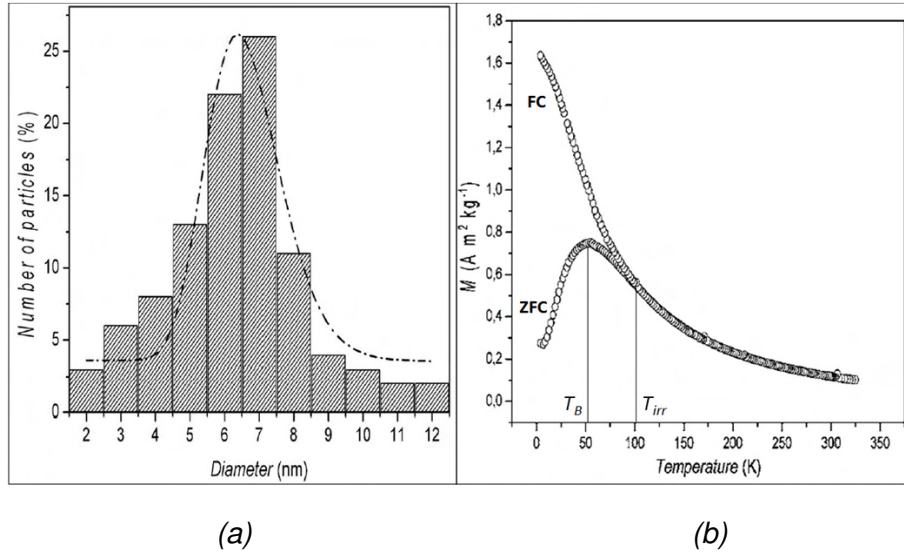 Number of particles (%)
25
20
15
10
5
0
2 3 4 5 6 7 8 9 10 11 12
Diameter (nm)
(a)
M (A m² kg⁻¹)
1,8
1,6
1,4
1,2
1,0
0,8
0,6
0,4
0,2
0,0
FC
ZFC
T_B T_irr
0 50 100 150 200 250 300 350
Temperature (K)
(b)